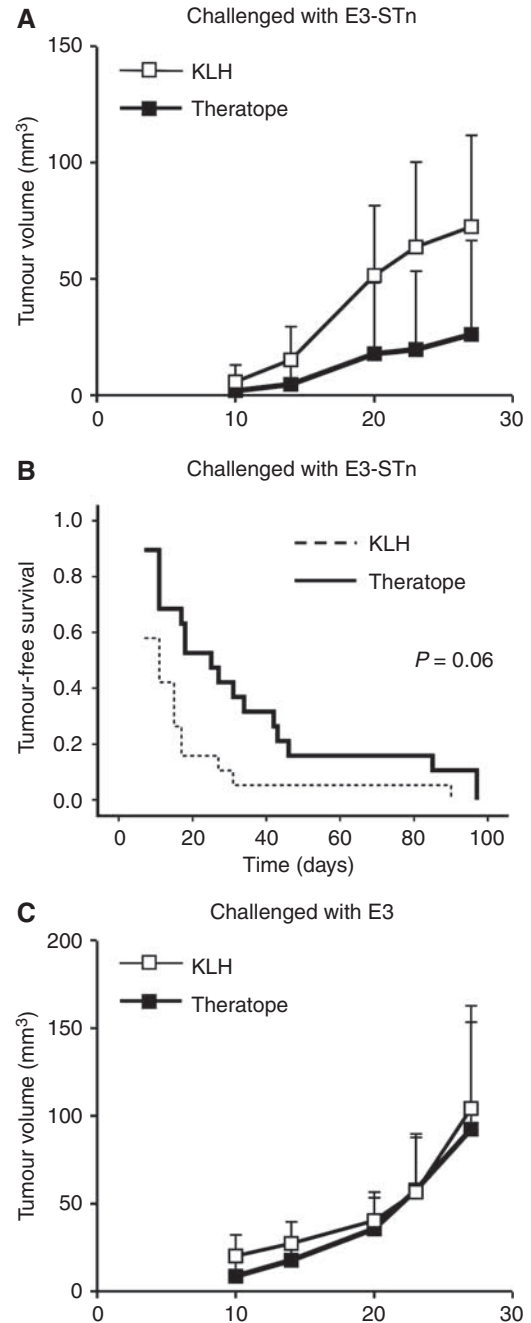 A Challenged with E3-STn
150
KLH
Theratope
100
50
0
Tumour volume (mm³)
0 10 20 30
B Challenged with E3-STn
1.0
KLH
0.8
Theratope
0.6
P = 0.06
0.4
0.2
0.0
Tumour-free survival
0 20 40 60 80 100
Time (days)
C Challenged with E3
200
KLH
Theratope
150
100
50
0
Tumour volume (mm³)
0 10 20 30